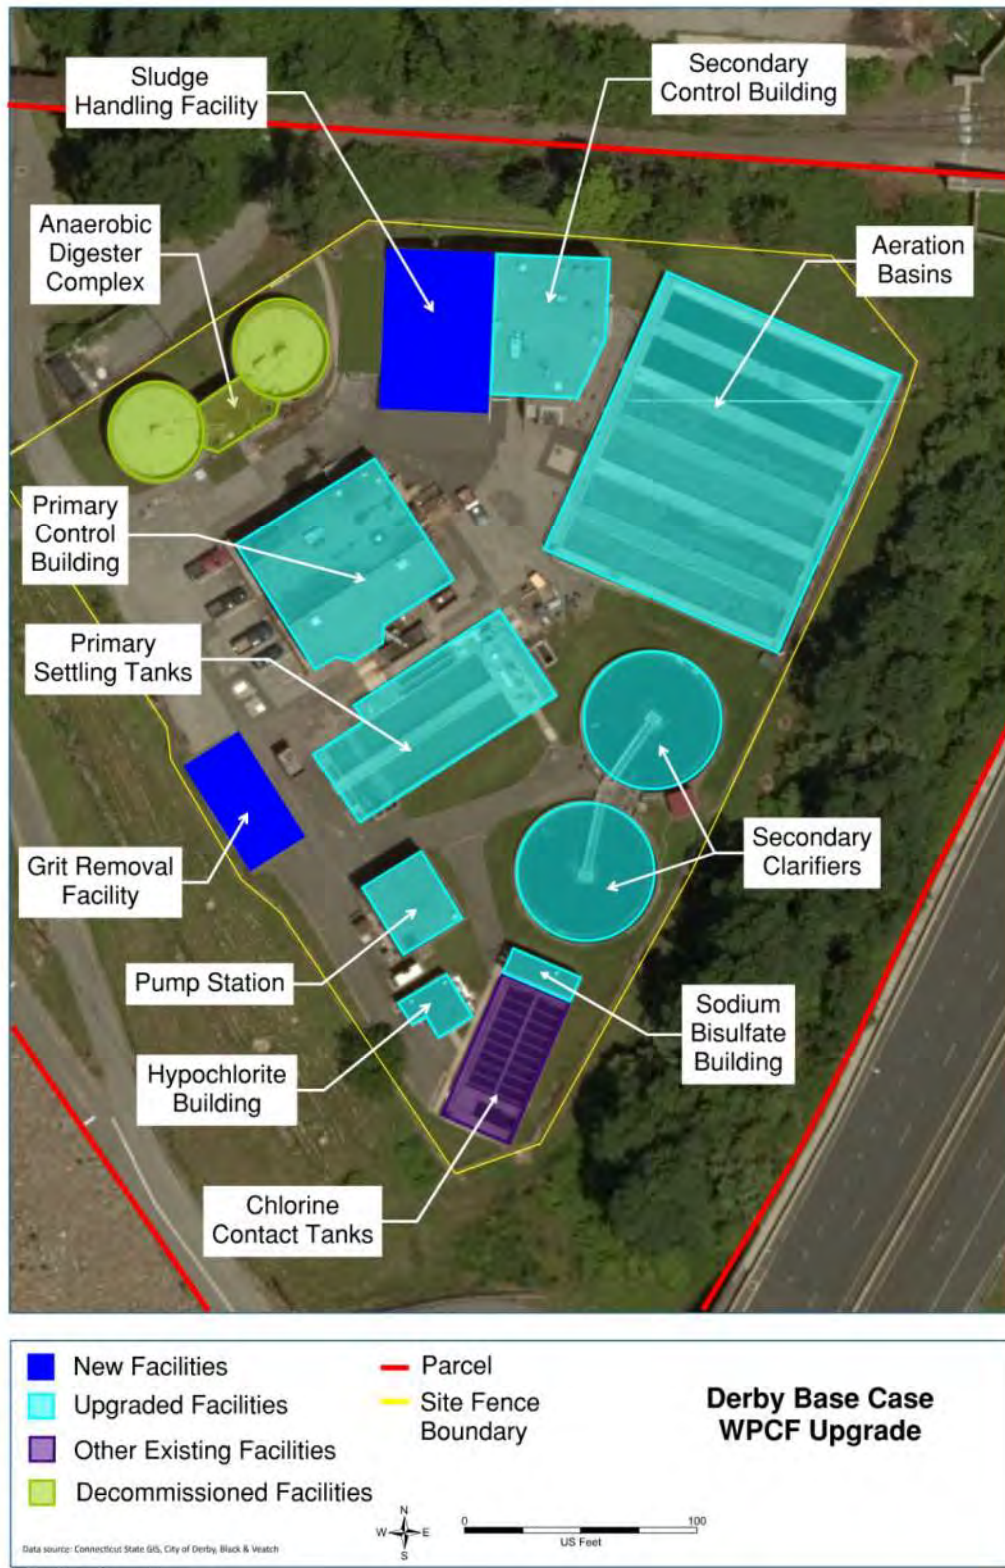 Sludge
Handling Facility
Secondary
Control Building
Anaerobic
Digester
Complex
Aeration
Basins
Primary
Control
Building
Primary
Settling Tanks
Grit Removal
Facility
Secondary
Clarifiers
Pump Station
Sodium
Bisulfate
Building
Hypochlorite
Building
Chlorine
Contact Tanks
New Facilities
Upgraded Facilities
Other Existing Facilities
Decommissioned Facilities
Parcel
Site Fence
Boundary
Derby Base Case
WPCF Upgrade
N
W E
S
0 100
US Feet
Data source: Connecticut State GIS, City of Derby, Black & Veatch